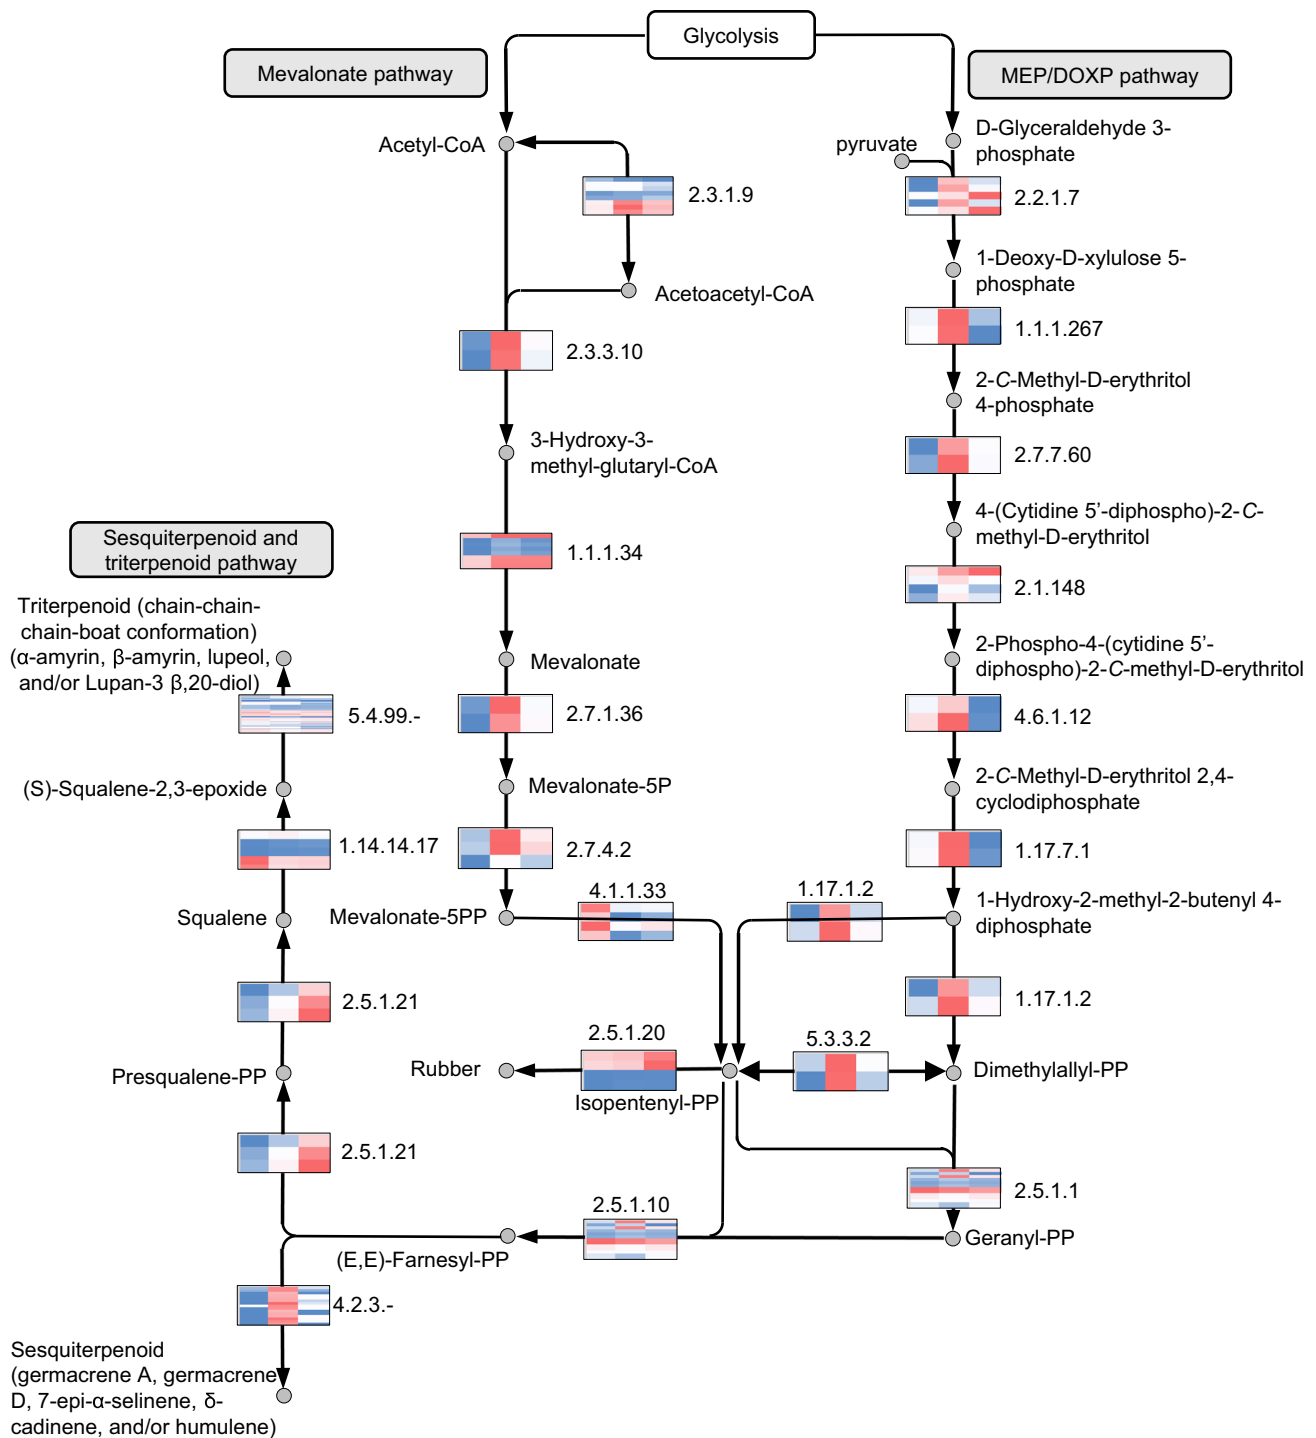 Glycolysis
Mevalonate pathway
MEP/DOXP pathway
Acetyl-CoA
pyruvate
D-Glyceraldehyde 3-
phosphate
2.3.1.9
2.2.1.7
Acetoacetyl-CoA
1-Deoxy-D-xylulose 5-
phosphate
2.3.3.10
1.1.1.267
3-Hydroxy-3-
methyl-glutaryl-CoA
2-C-Methyl-D-erythritol
4-phosphate
2.7.7.60
4-(Cytidine 5'-diphospho)-2-C-
methyl-D-erythritol
Sesquiterpenoid and
triterpenoid pathway
1.1.1.34
2.1.148
Triterpenoid (chain-chain-
chain-boat conformation)
(α-amyrin, β-amyrin, lupeol,
and/or Lupan-3 β,20-diol)
Mevalonate
2-Phospho-4-(cytidine 5'-
diphospho)-2-C-methyl-D-erythritol
5.4.99.-
2.7.1.36
4.6.1.12
(S)-Squalene-2,3-epoxide
Mevalonate-5P
2-C-Methyl-D-erythritol 2,4-
cyclodiphosphate
1.14.14.17
2.7.4.2
1.17.7.1
4.1.1.33
1.17.1.2
Squalene
Mevalonate-5PP
1-Hydroxy-2-methyl-2-butenyl 4-
diphosphate
2.5.1.21
1.17.1.2
2.5.1.20
5.3.3.2
Presqualene-PP
Rubber
Isopentenyl-PP
Dimethylallyl-PP
2.5.1.21
2.5.1.1
2.5.1.10
(E,E)-Farnesyl-PP
Geranyl-PP
4.2.3.-
Sesquiterpenoid
(germacrene A, germacrene
D, 7-epi-α-selinene, δ-
cadinene, and/or humulene)